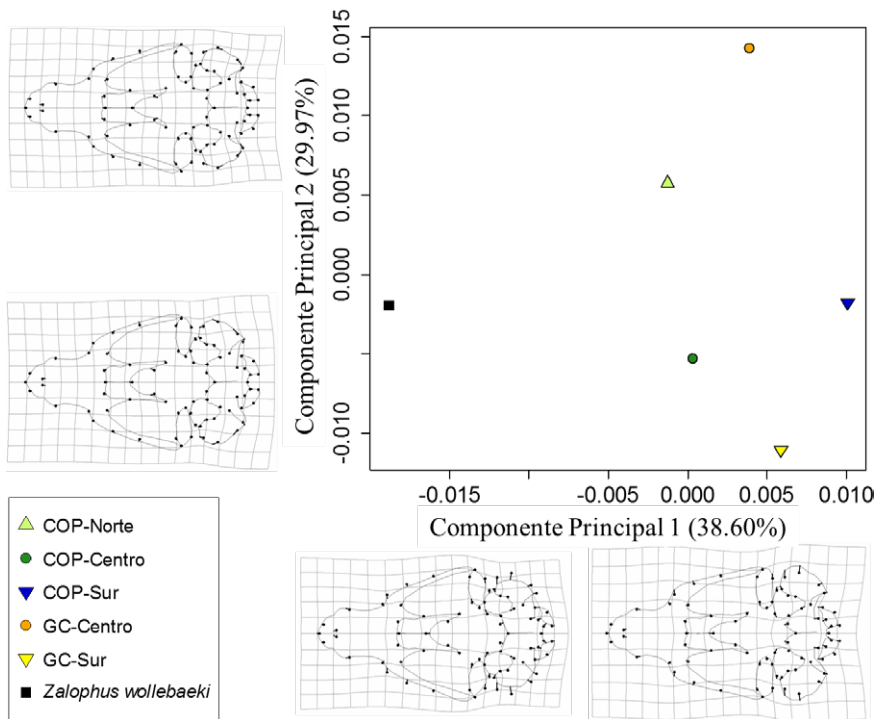 0.015
0.010
0.005
0.000
-0.010
Componente Principal 2 (29.97%)
-0.015
-0.005
0.000
0.005
0.010
Componente Principal 1 (38.60%)
COP-Norte
COP-Centro
COP-Sur
GC-Centro
GC-Sur
Zalophus wollebaeki